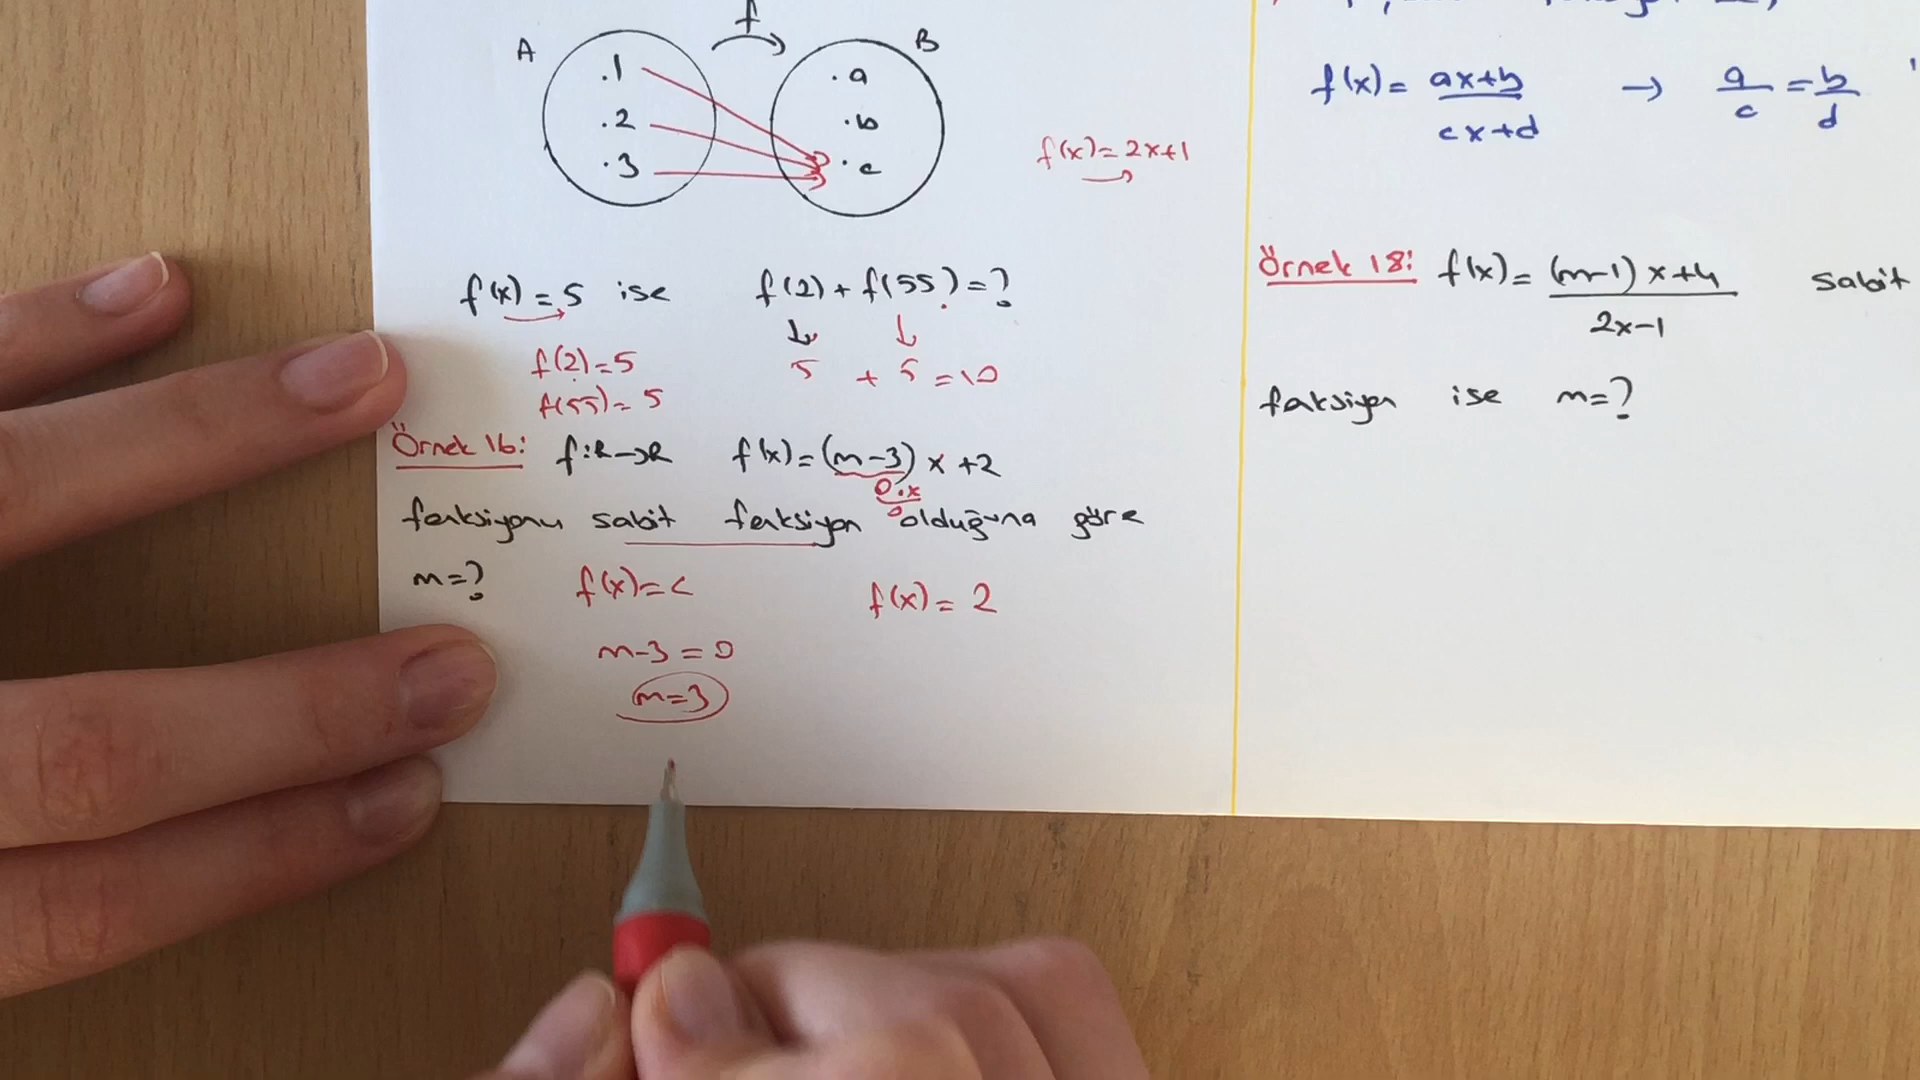 f
A B
.1 .a
.2 .b
.3 .c
f(x)=2x+1
f(x)=5 ise f(2)+f(55)=?
f(2)=5 5 + 5 =10
f(55)=5
Örnek 16: f:R→R f(x)=(m-3)x+2
0.x
0
fonksiyonu sabit fonksiyon olduğuna göre
m=? f(x)=c f(x)=2
m-3=0
m=3
f(x)= ax+b / cx+d → a/c = b/d
Örnek 18: f(x)= (m-1)x+4 / 2x-1 sabit
fonksiyon ise m=?